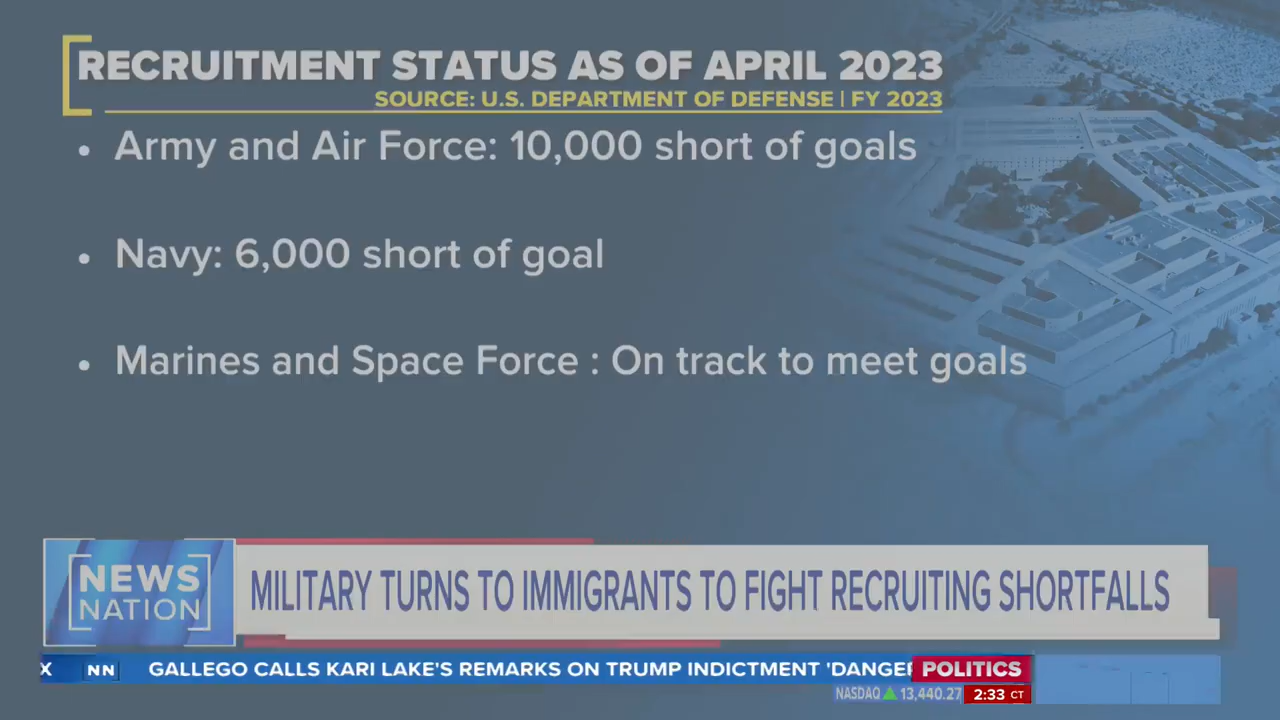 RECRUITMENT STATUS AS OF APRIL 2023
SOURCE: U.S. DEPARTMENT OF DEFENSE | FY 2023
• Army and Air Force: 10,000 short of goals
• Navy: 6,000 short of goal
• Marines and Space Force : On track to meet goals
NEWS
NATION
MILITARY TURNS TO IMMIGRANTS TO FIGHT RECRUITING SHORTFALLS
X NN GALLEGO CALLS KARI LAKE'S REMARKS ON TRUMP INDICTMENT 'DANGE
POLITICS
NASDAQ ▲ 13,440.27 2:33 CT